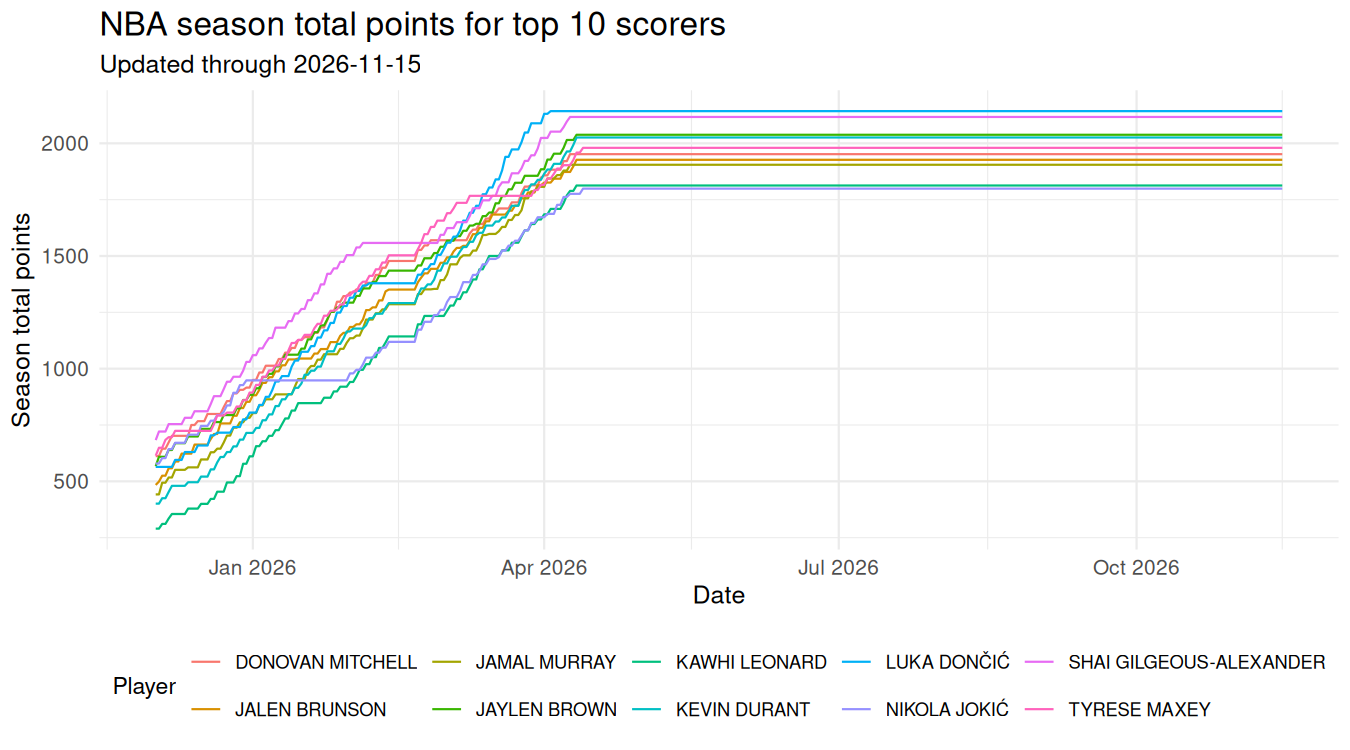 NBA season total points for top 10 scorers
Updated through 2026-11-15
Season total points
2000
1500
1000
500
Jan 2026 Apr 2026 Jul 2026 Oct 2026
Date
Player
DONOVAN MITCHELL JAMAL MURRAY KAWHI LEONARD LUKA DONČIĆ SHAI GILGEOUS-ALEXANDER
JALEN BRUNSON JAYLEN BROWN KEVIN DURANT NIKOLA JOKIĆ TYRESE MAXEY